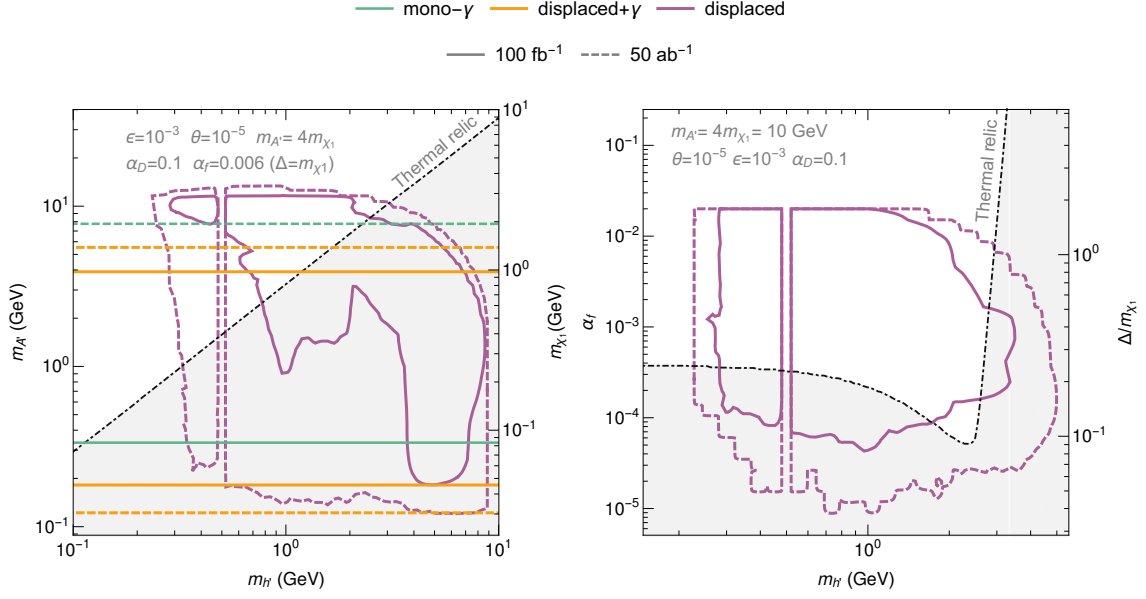 mono−γ displaced+γ displaced
100 fb⁻¹ 50 ab⁻¹
ϵ=10⁻³ θ=10⁻⁵ m_A'= 4m_χ₁
α_D=0.1 α_f=0.006 (Δ=m_χ1)
Thermal relic
10¹
10⁰
10⁻¹
m_A' (GeV)
10¹
10⁰
10⁻¹
m_χ₁ (GeV)
10⁻¹ 10⁰ 10¹
m_h' (GeV)
m_A'= 4m_χ₁= 10 GeV
θ=10⁻⁵ ϵ=10⁻³ α_D=0.1
Thermal relic
10⁻¹
10⁻²
10⁻³
10⁻⁴
10⁻⁵
α_f
10⁰
10⁻¹
Δ/m_χ₁
10⁰
m_h' (GeV)